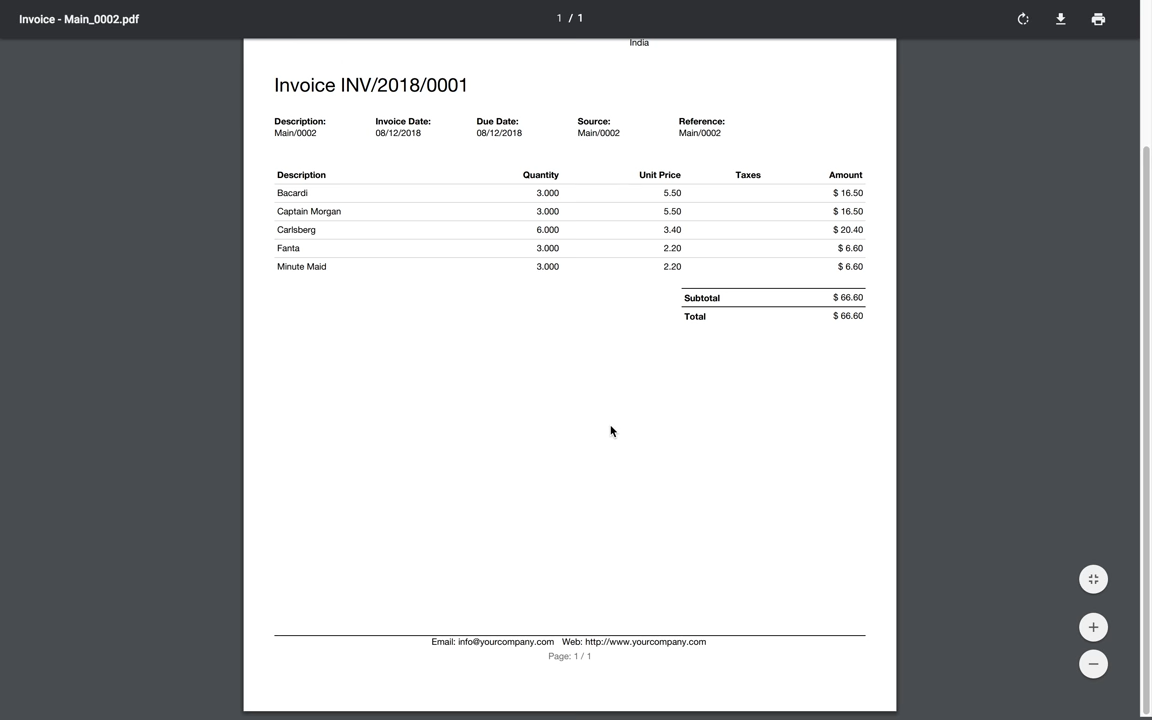 Invoice - Main_0002.pdf 1 / 1
India
Invoice INV/2018/0001
Description: Invoice Date: Due Date: Source: Reference:
Main/0002 08/12/2018 08/12/2018 Main/0002 Main/0002
Description Quantity Unit Price Taxes Amount
Bacardi 3.000 5.50 $ 16.50
Captain Morgan 3.000 5.50 $ 16.50
Carlsberg 6.000 3.40 $ 20.40
Fanta 3.000 2.20 $ 6.60
Minute Maid 3.000 2.20 $ 6.60
Subtotal $ 66.60
Total $ 66.60
Email: info@yourcompany.com Web: http://www.yourcompany.com
Page: 1 / 1